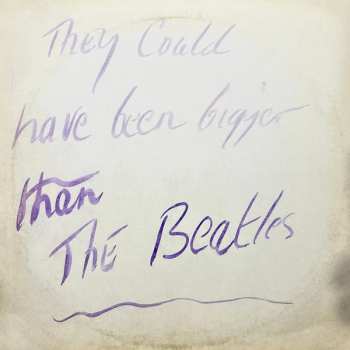 They Could
have been bigger
than
The Beatles